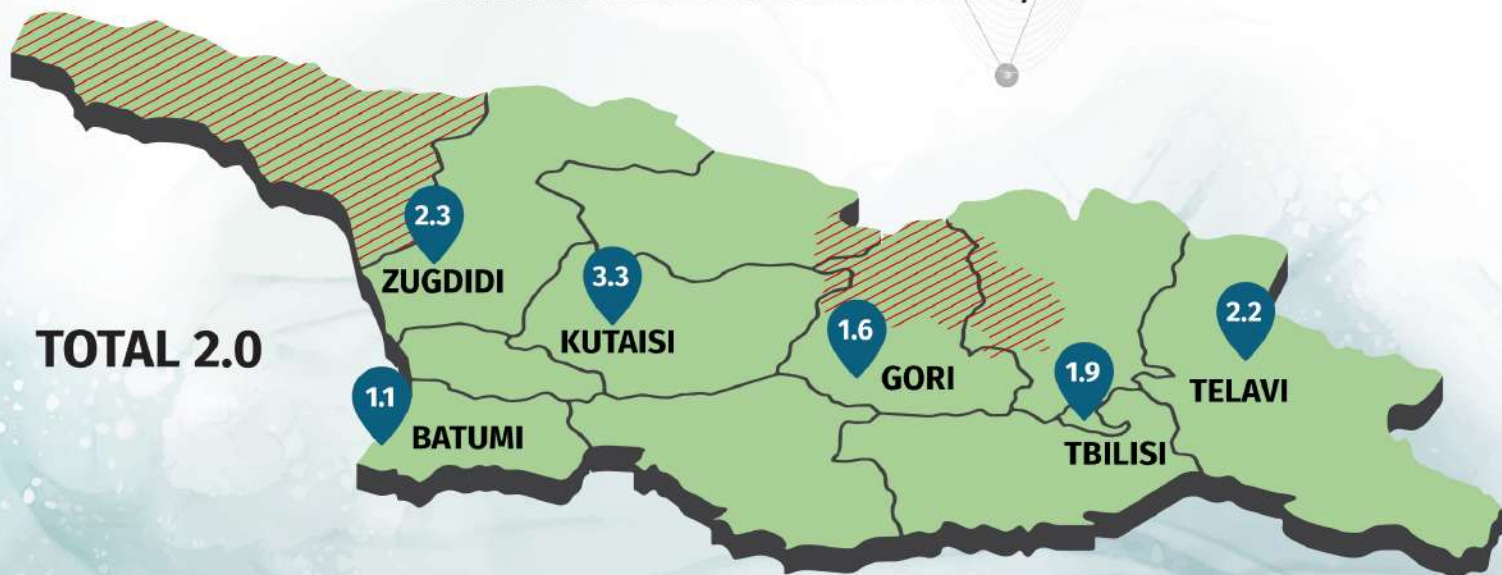 2.3
ZUGDIDI
3.3
KUTAISI
TOTAL 2.0
1.6
GORI
2.2
TELAVI
1.1
BATUMI
1.9
TBILISI